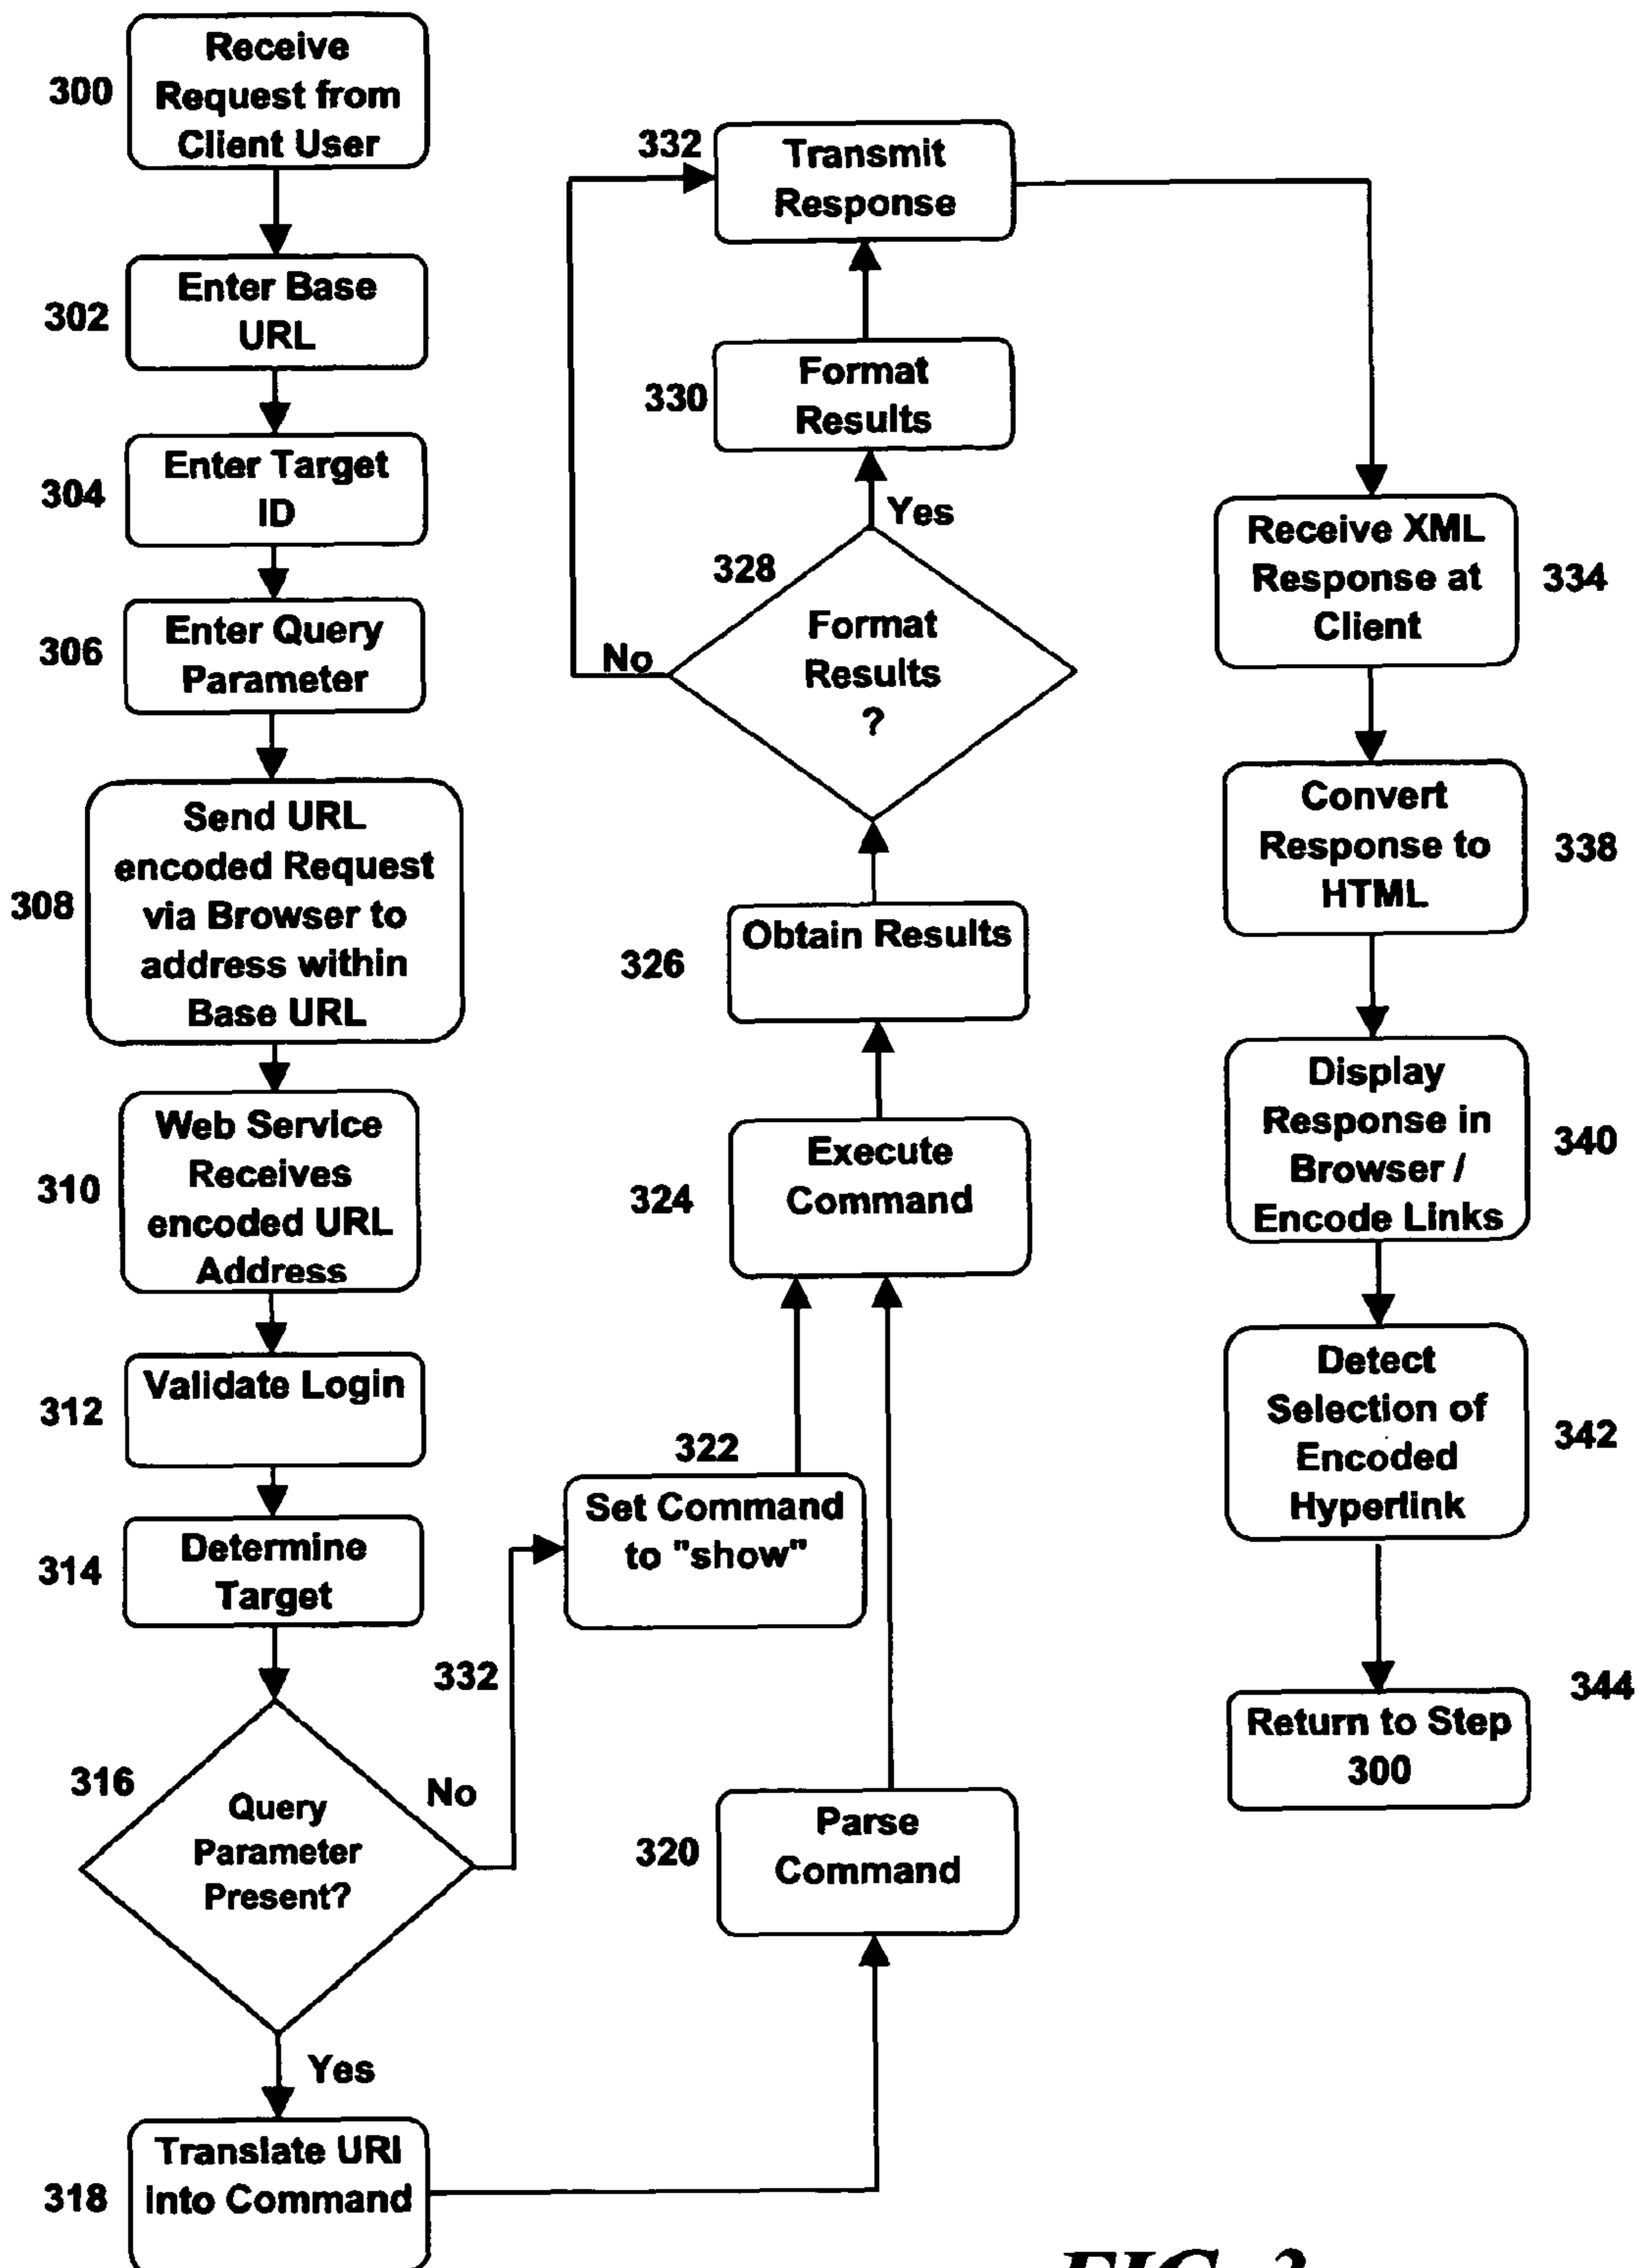 300
Receive
Request from
Client User
302
Enter Base
URL
304
Enter Target
ID
306
Enter Query
Parameter
308
Send URL
encoded Request
via Browser to
address within
Base URL
310
Web Service
Receives
encoded URL
Address
312
Validate Login
314
Determine
Target
316
Query
Parameter
Present?
No
332
Yes
318
Translate URI
into Command
322
Set Command
to "show"
320
Parse
Command
324
Execute
Command
326
Obtain Results
328
Format
Results
?
No
Yes
330
Format
Results
332
Transmit
Response
Receive XML
Response at
Client
334
Convert
Response to
HTML
338
Display
Response in
Browser /
Encode Links
340
Detect
Selection of
Encoded
Hyperlink
342
344
Return to Step
300
FIG. 3